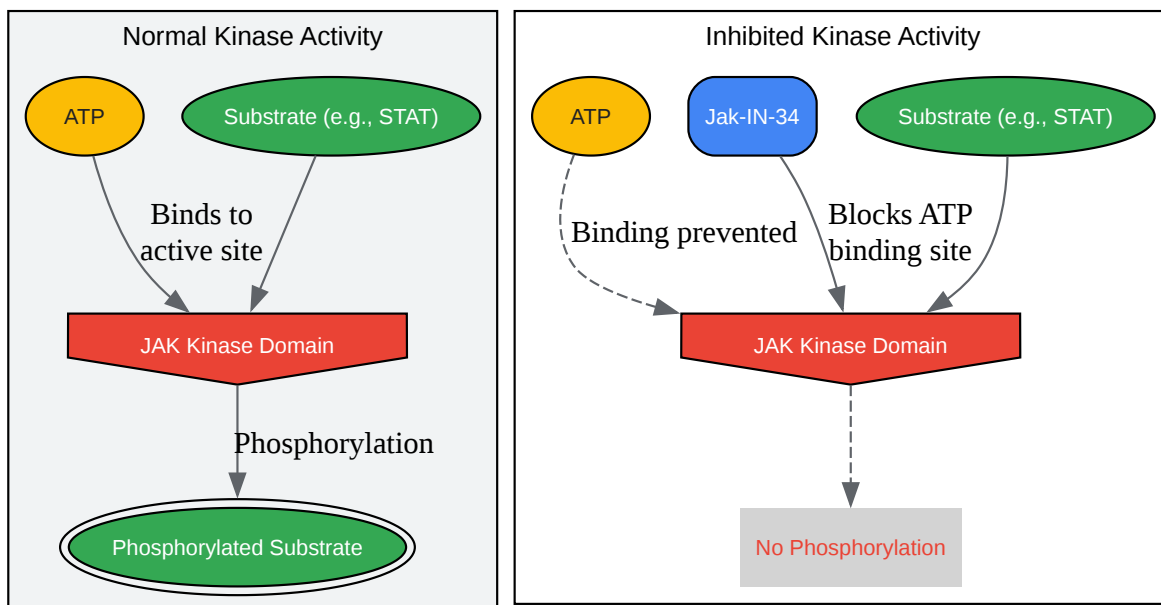 Normal Kinase Activity
ATP
Substrate (e.g., STAT)
Binds to
active site
JAK Kinase Domain
Phosphorylation
Phosphorylated Substrate
Inhibited Kinase Activity
ATP
Jak-IN-34
Substrate (e.g., STAT)
Binding prevented
Blocks ATP
binding site
JAK Kinase Domain
No Phosphorylation